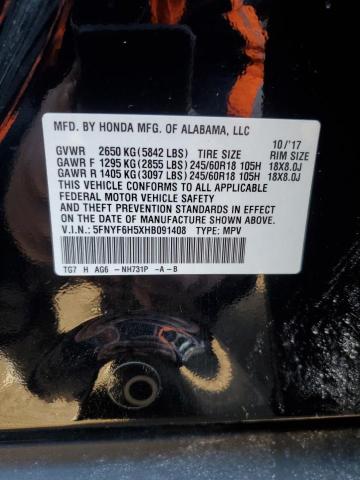 MFD. BY HONDA MFG. OF ALABAMA, LLC
10/'17
GVWR 2650 KG(5842 LBS) TIRE SIZE RIM SIZE
GAWR F 1295 KG(2855 LBS) 245/60R18 105H 18X8.0J
GAWR R 1405 KG(3097 LBS) 245/60R18 105H 18X8.0J
THIS VEHICLE CONFORMS TO ALL APPLICABLE
FEDERAL MOTOR VEHICLE SAFETY
AND THEFT PREVENTION STANDARDS IN EFFECT
ON THE DATE OF MANUFACTURE SHOWN ABOVE.
V.I.N.: 5FNYF6H5XHB091408 TYPE: MPV
TG7 H AG6 -NH731P -A-B